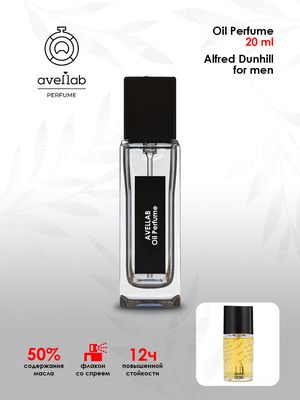 avellab
PERFUME
Oil Perfume
20 ml
Alfred Dunhill
for men
AVELLAB
Oil Perfume
50%
содержания
масла
флакон
со спреем
12ч
повышенной
стойкости